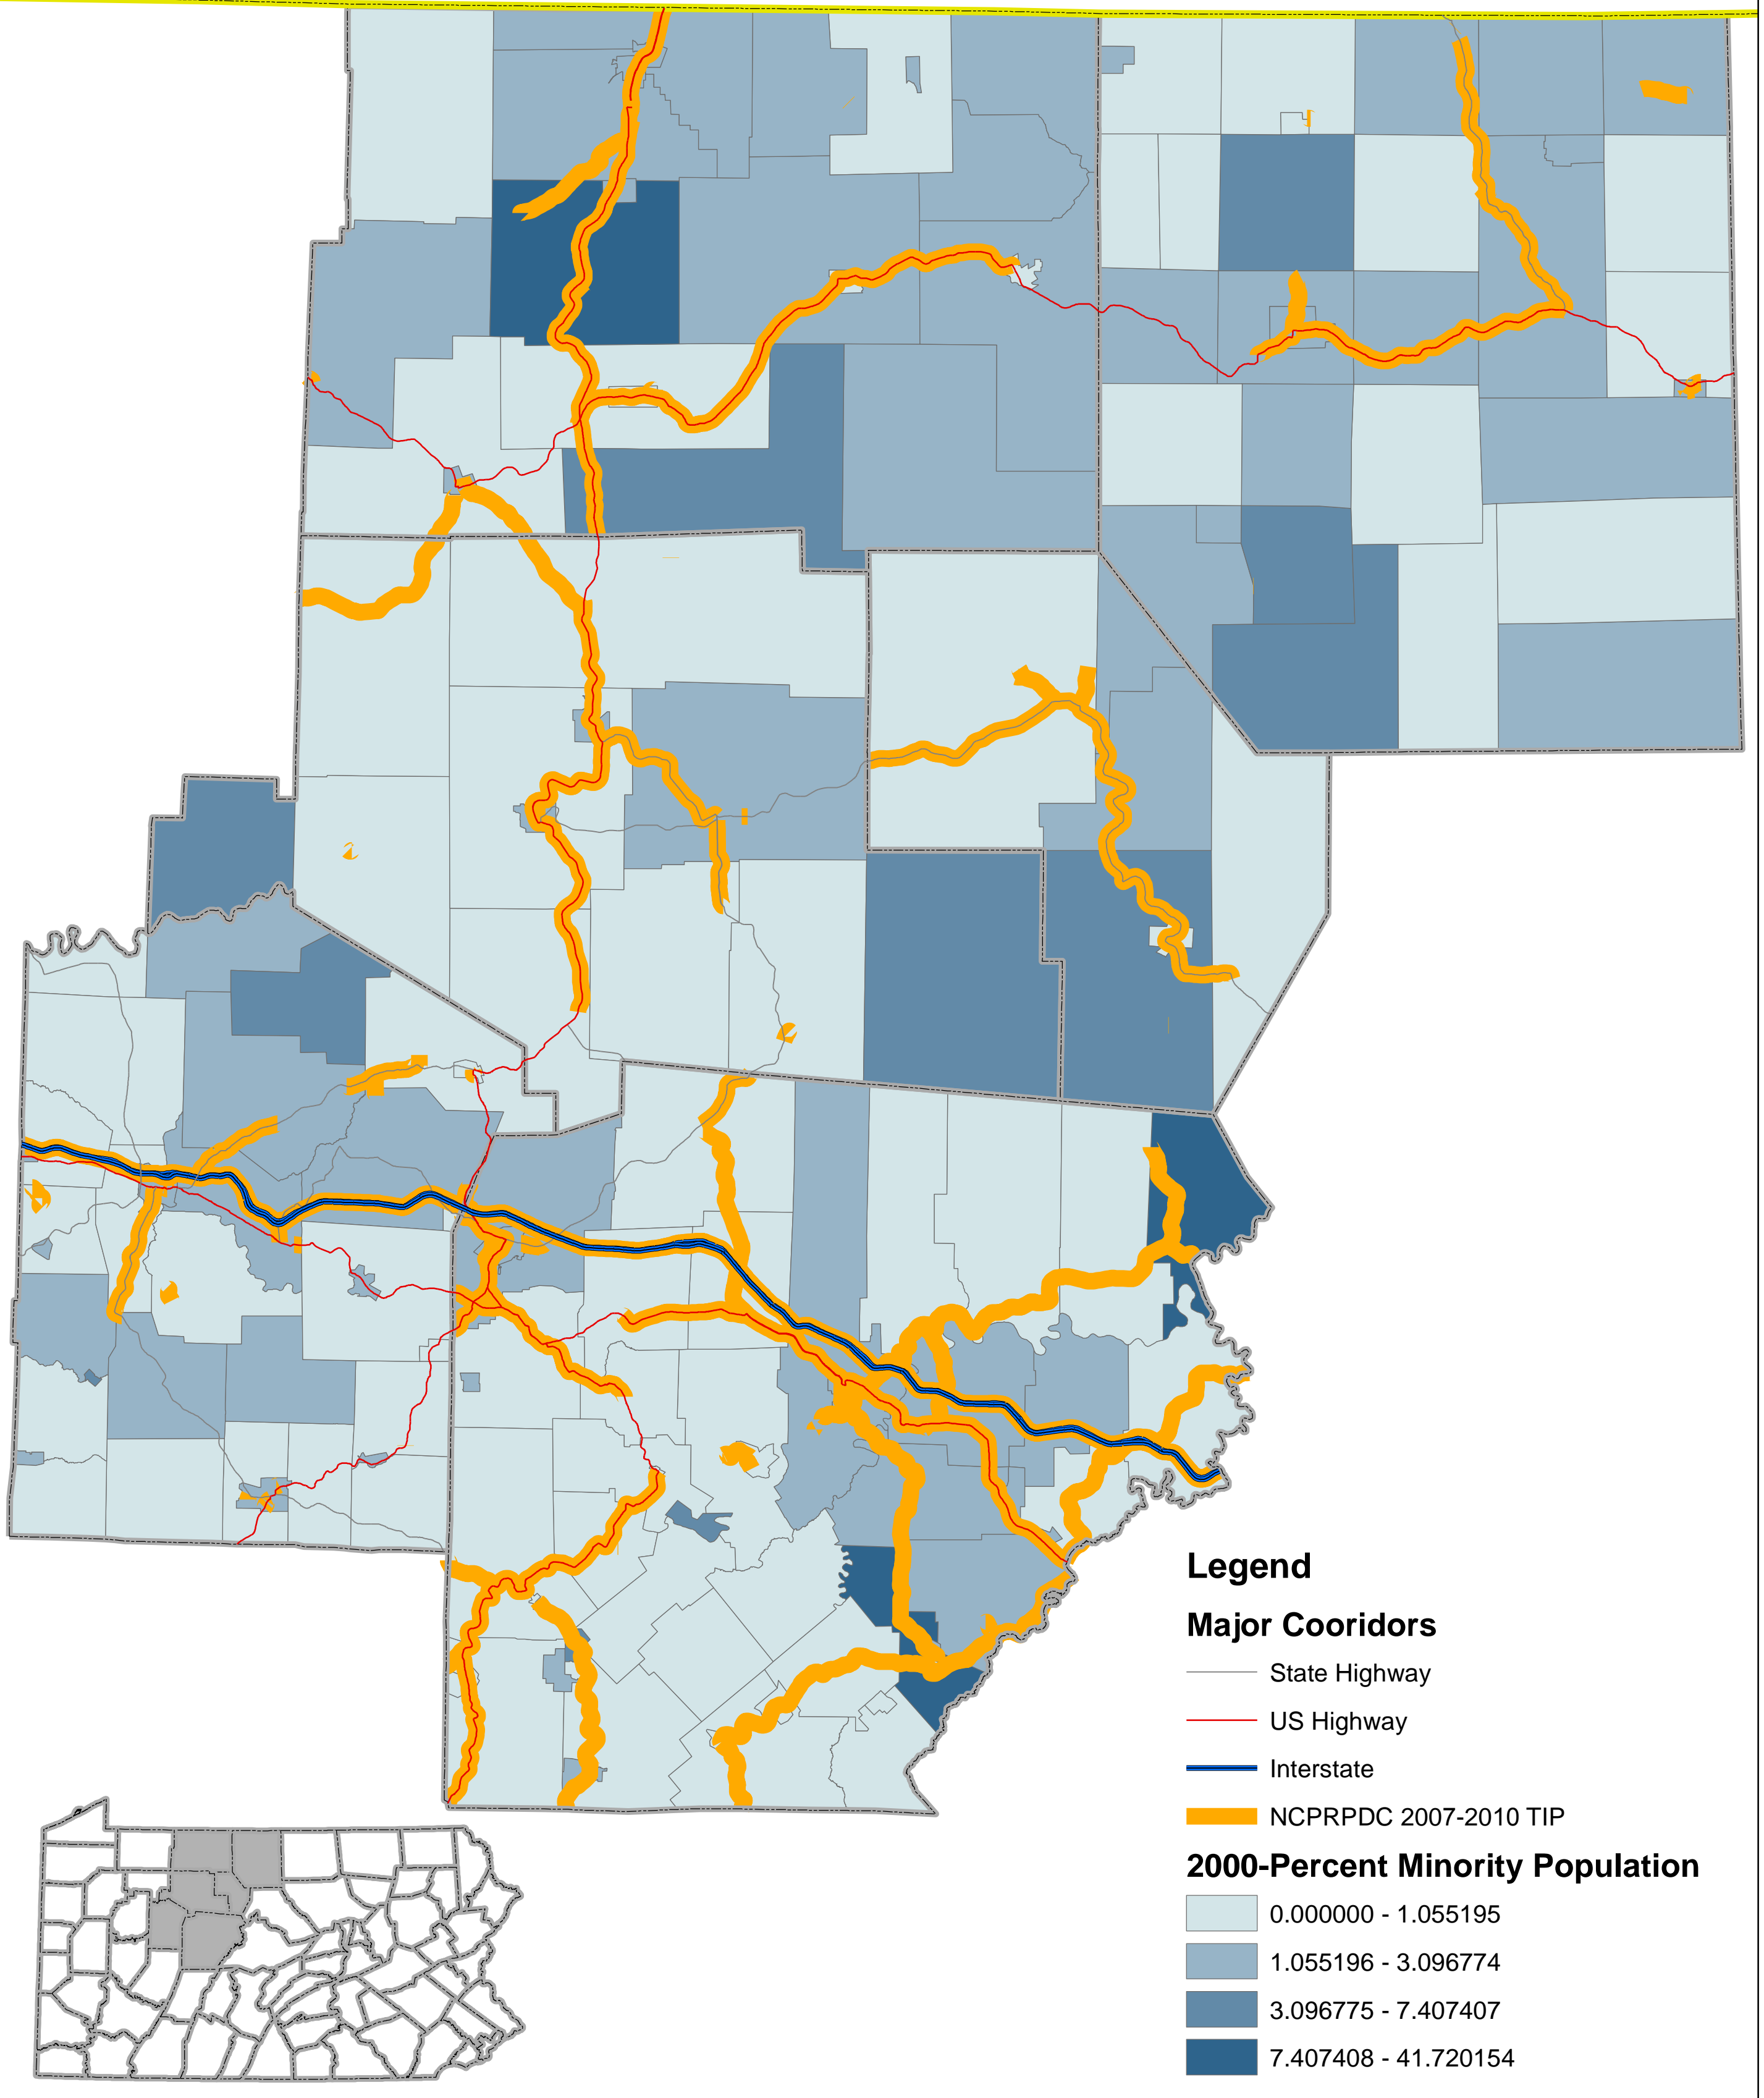 Legend
Major Cooridors
State Highway
US Highway
Interstate
NCPRPDC 2007-2010 TIP
2000-Percent Minority Population
0.000000 - 1.055195
1.055196 - 3.096774
3.096775 - 7.407407
7.407408 - 41.720154